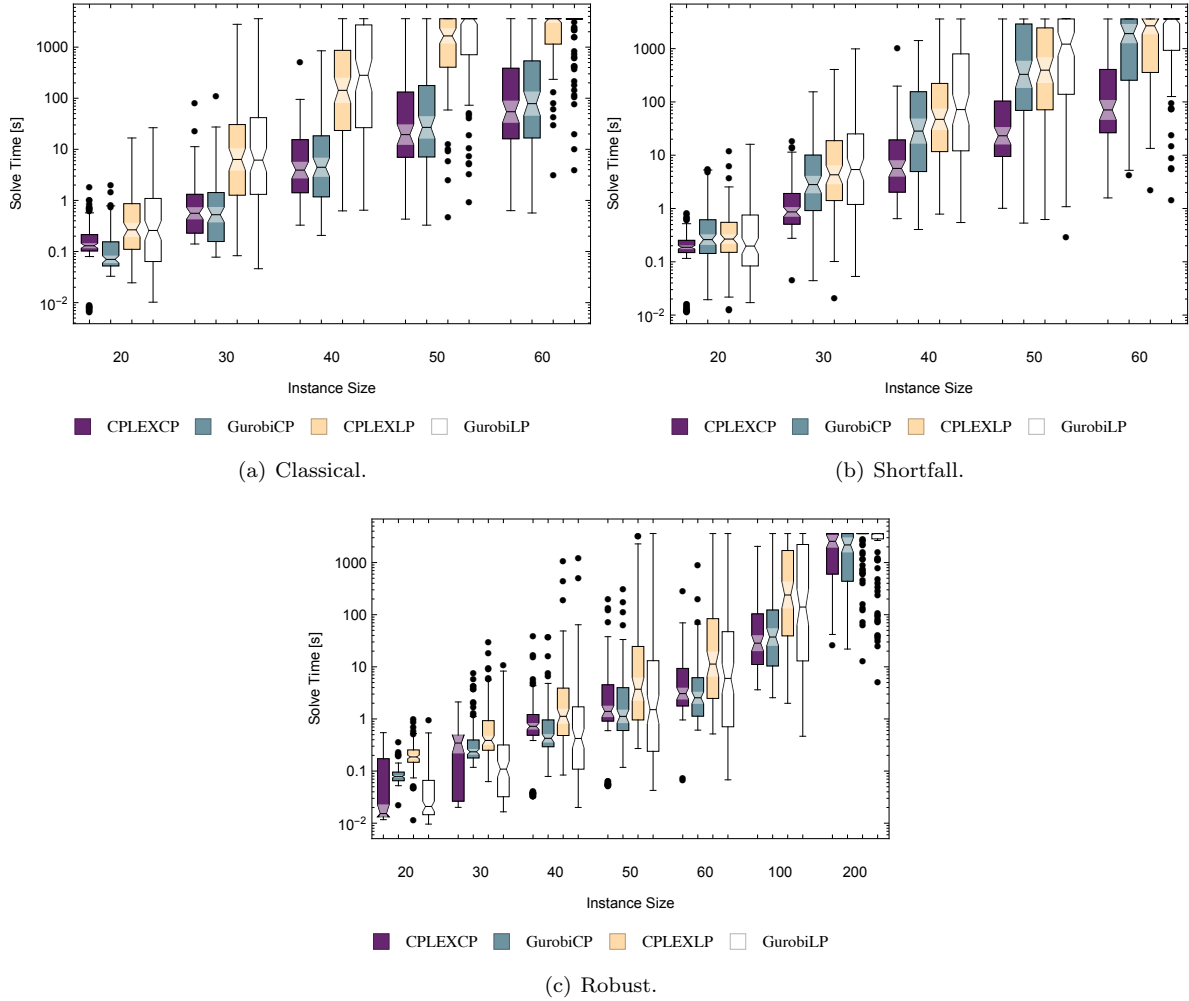 Solve Time [s]
1000
100
10
1
0.1
10−2
20 30 40 50 60
Instance Size
CPLEXCP GurobiCP CPLEXLP GurobiLP
(a) Classical.
Solve Time [s]
1000
100
10
1
0.1
10−2
20 30 40 50 60
Instance Size
CPLEXCP GurobiCP CPLEXLP GurobiLP
(b) Shortfall.
Solve Time [s]
1000
100
10
1
0.1
10−2
20 30 40 50 60 100 200
Instance Size
CPLEXCP GurobiCP CPLEXLP GurobiLP
(c) Robust.